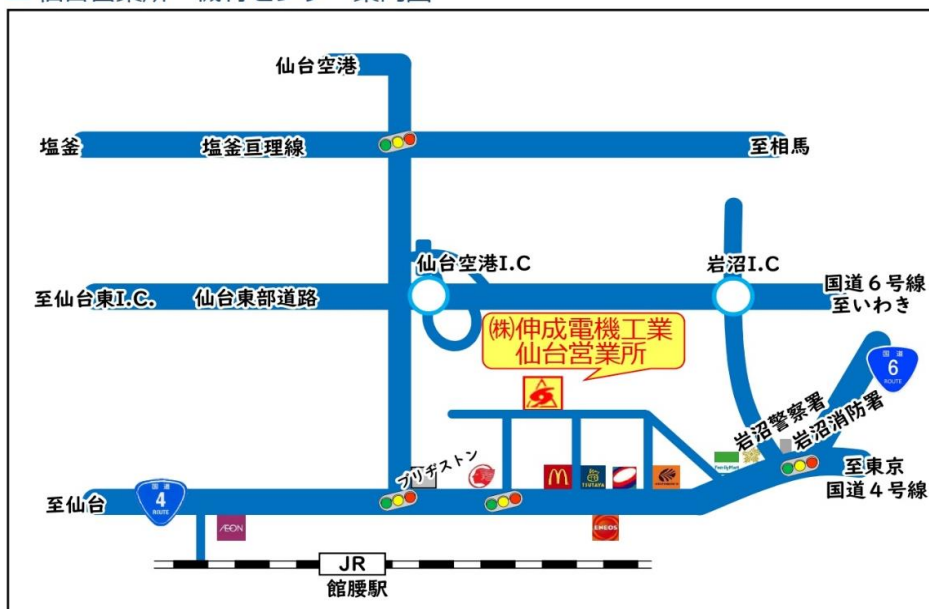 仙台空港
塩釜
塩釜亘理線
至相馬
仙台空港I.C
岩沼I.C
至仙台東I.C.
仙台東部道路
国道6号線
至いわき
㈱伸成電機工業
仙台営業所
国道
6
ROUTE
岩沼警察署
岩沼消防署
ブリヂストン
FamilyMart
TSUTAYA
至東京
国道4号線
至仙台
国道
4
ROUTE
AEON
ENEOS
JR
館腰駅